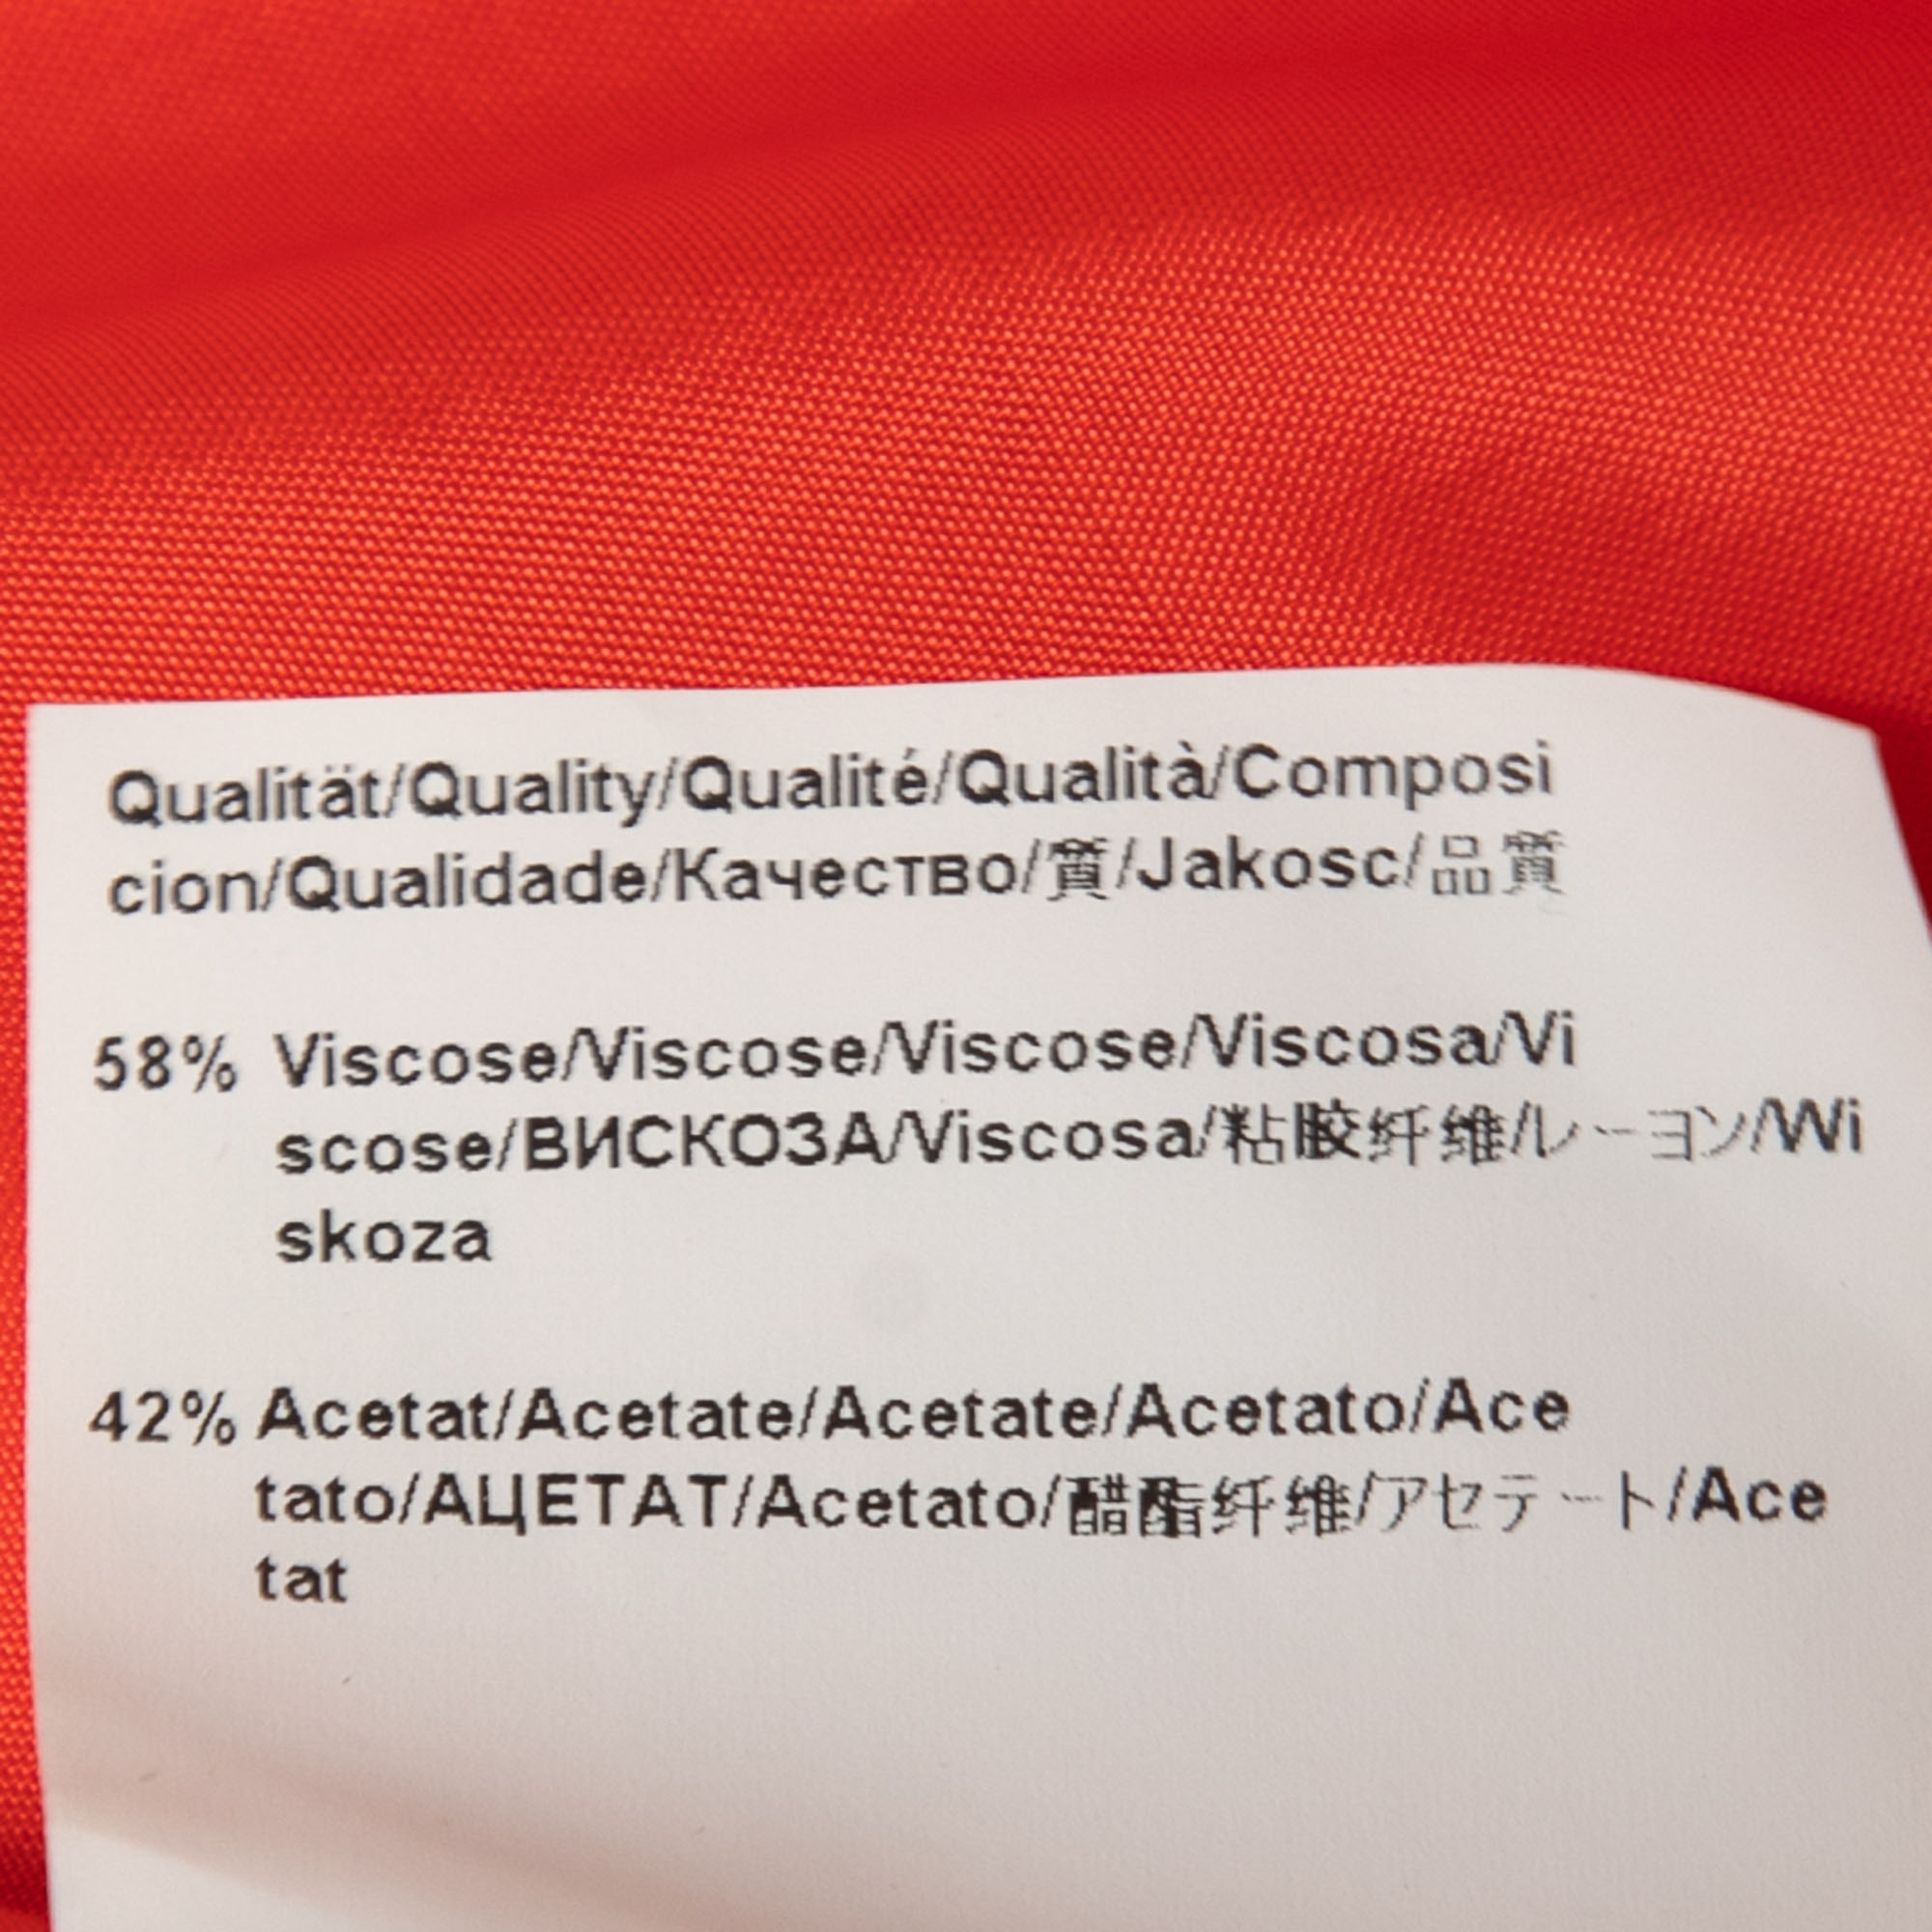 Qualität/Quality/Qualité/Qualità/Composi
cion/Qualidade/Качество/質/Jakosc/品質
58% Viscose/Viscose/Viscose/Viscosa/Vi
scose/ВИСКОЗА/Viscosa/粘胶纤维/レーヨン/Wi
skoza
42% Acetat/Acetate/Acetate/Acetato/Ace
tato/АЦЕТАТ/Acetato/醋酯纤维/アセテート/Ace
tat